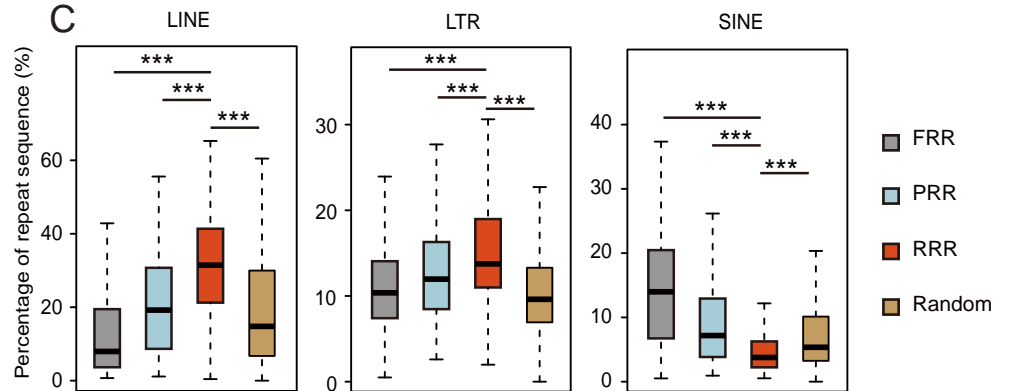 C
LINE
LTR
SINE
Percentage of repeat sequence (%)
***
***
***
60
40
20
0
***
***
***
30
20
10
0
***
***
***
40
30
20
10
0
FRR
PRR
RRR
Random